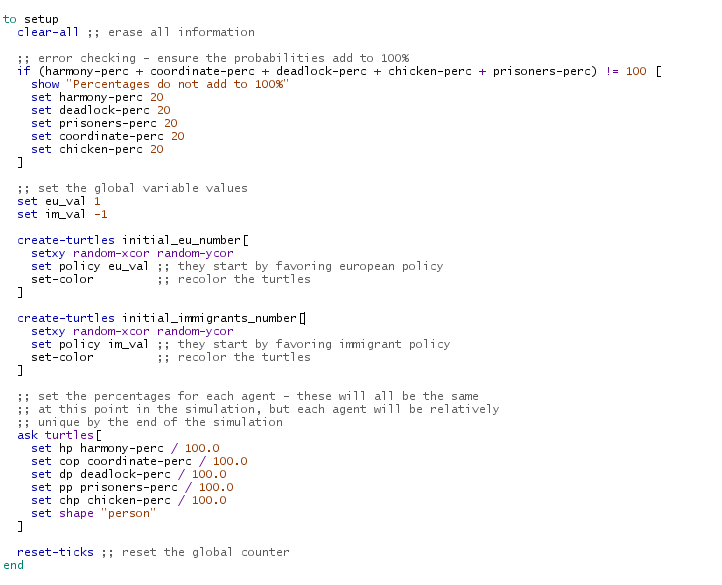 to setup
  clear-all ;; erase all information

  ;; error checking - ensure the probabilities add to 100%
  if (harmony-perc + coordinate-perc + deadlock-perc + chicken-perc + prisoners-perc) != 100 [
    show "Percentages do not add to 100%"
    set harmony-perc 20
    set deadlock-perc 20
    set prisoners-perc 20
    set coordinate-perc 20
    set chicken-perc 20
  ]

  ;; set the global variable values
  set eu_val 1
  set im_val -1

  create-turtles initial_eu_number[
    setxy random-xcor random-ycor
    set policy eu_val ;; they start by favoring european policy
    set-color         ;; recolor the turtles
  ]

  create-turtles initial_immigrants_number[
    setxy random-xcor random-ycor
    set policy im_val ;; they start by favoring immigrant policy
    set-color         ;; recolor the turtles
  ]

  ;; set the percentages for each agent - these will all be the same
  ;; at this point in the simulation, but each agent will be relatively
  ;; unique by the end of the simulation
  ask turtles[
    set hp harmony-perc / 100.0
    set cop coordinate-perc / 100.0
    set dp deadlock-perc / 100.0
    set pp prisoners-perc / 100.0
    set chp chicken-perc / 100.0
    set shape "person"
  ]

  reset-ticks ;; reset the global counter
end